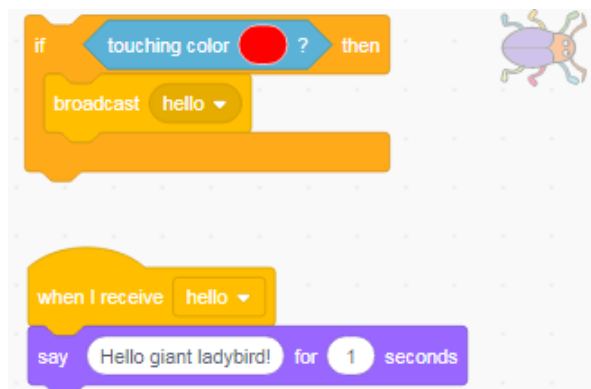 if touching color ? then
broadcast hello
when I receive hello
say Hello giant ladybird! for 1 seconds